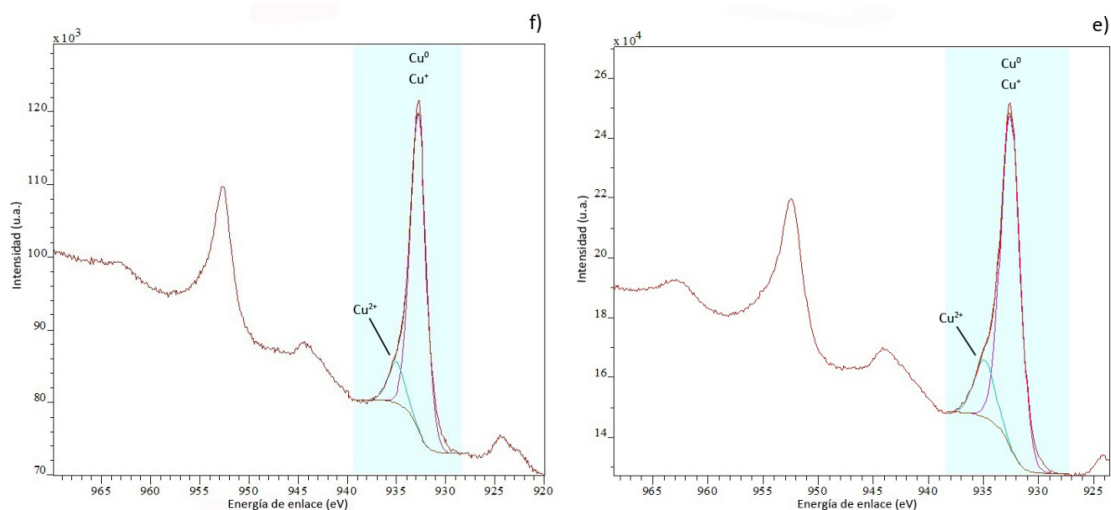 f)
x 10³
Cu⁰
Cu⁺
120
110
Cu²⁺
100
90
80
70
Intensidad (u.a.)
965 960 955 950 945 940 935 930 925 920
Energía de enlace (eV)
e)
x 10⁴
Cu⁰
Cu⁺
26
24
22
20
18
Cu²⁺
16
14
Intensidad (u.a.)
965 960 955 950 945 940 935 930 925
Energía de enlace (eV)